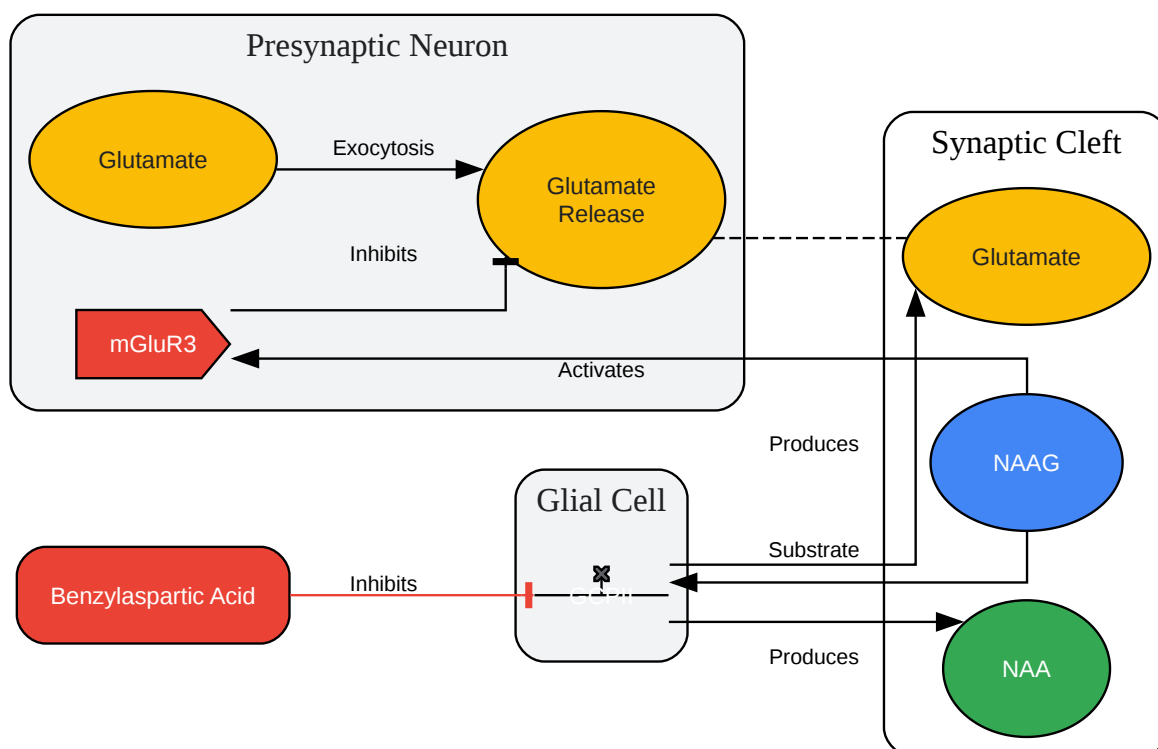 Presynaptic Neuron
Glutamate
Exocytosis
Glutamate
Release
Inhibits
mGluR3
Activates
Synaptic Cleft
Glutamate
Produces
NAAG
Glial Cell
Substrate
Benzylaspartic Acid
Inhibits
GCPII
Produces
NAA